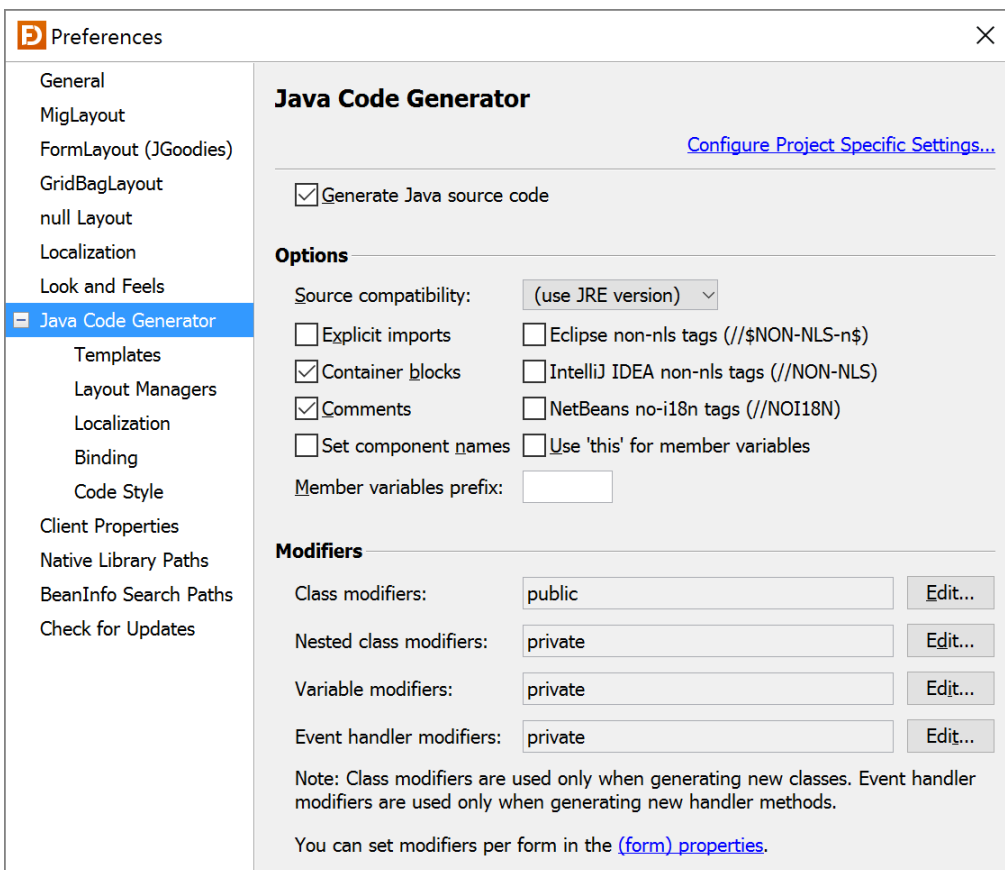 Preferences
General
MigLayout
FormLayout (JGoodies)
GridBagLayout
null Layout
Localization
Look and Feels
Java Code Generator
Templates
Layout Managers
Localization
Binding
Code Style
Client Properties
Native Library Paths
BeanInfo Search Paths
Check for Updates
Java Code Generator
Configure Project Specific Settings...
Generate Java source code
Options
Source compatibility: (use JRE version)
Explicit imports Eclipse non-nls tags (//$NON-NLS-n$)
Container blocks IntelliJ IDEA non-nls tags (//NON-NLS)
Comments NetBeans no-i18n tags (//NOI18N)
Set component names Use 'this' for member variables
Member variables prefix:
Modifiers
Class modifiers: public Edit...
Nested class modifiers: private Edit...
Variable modifiers: private Edit...
Event handler modifiers: private Edit...
Note: Class modifiers are used only when generating new classes. Event handler
modifiers are used only when generating new handler methods.
You can set modifiers per form in the (form) properties.